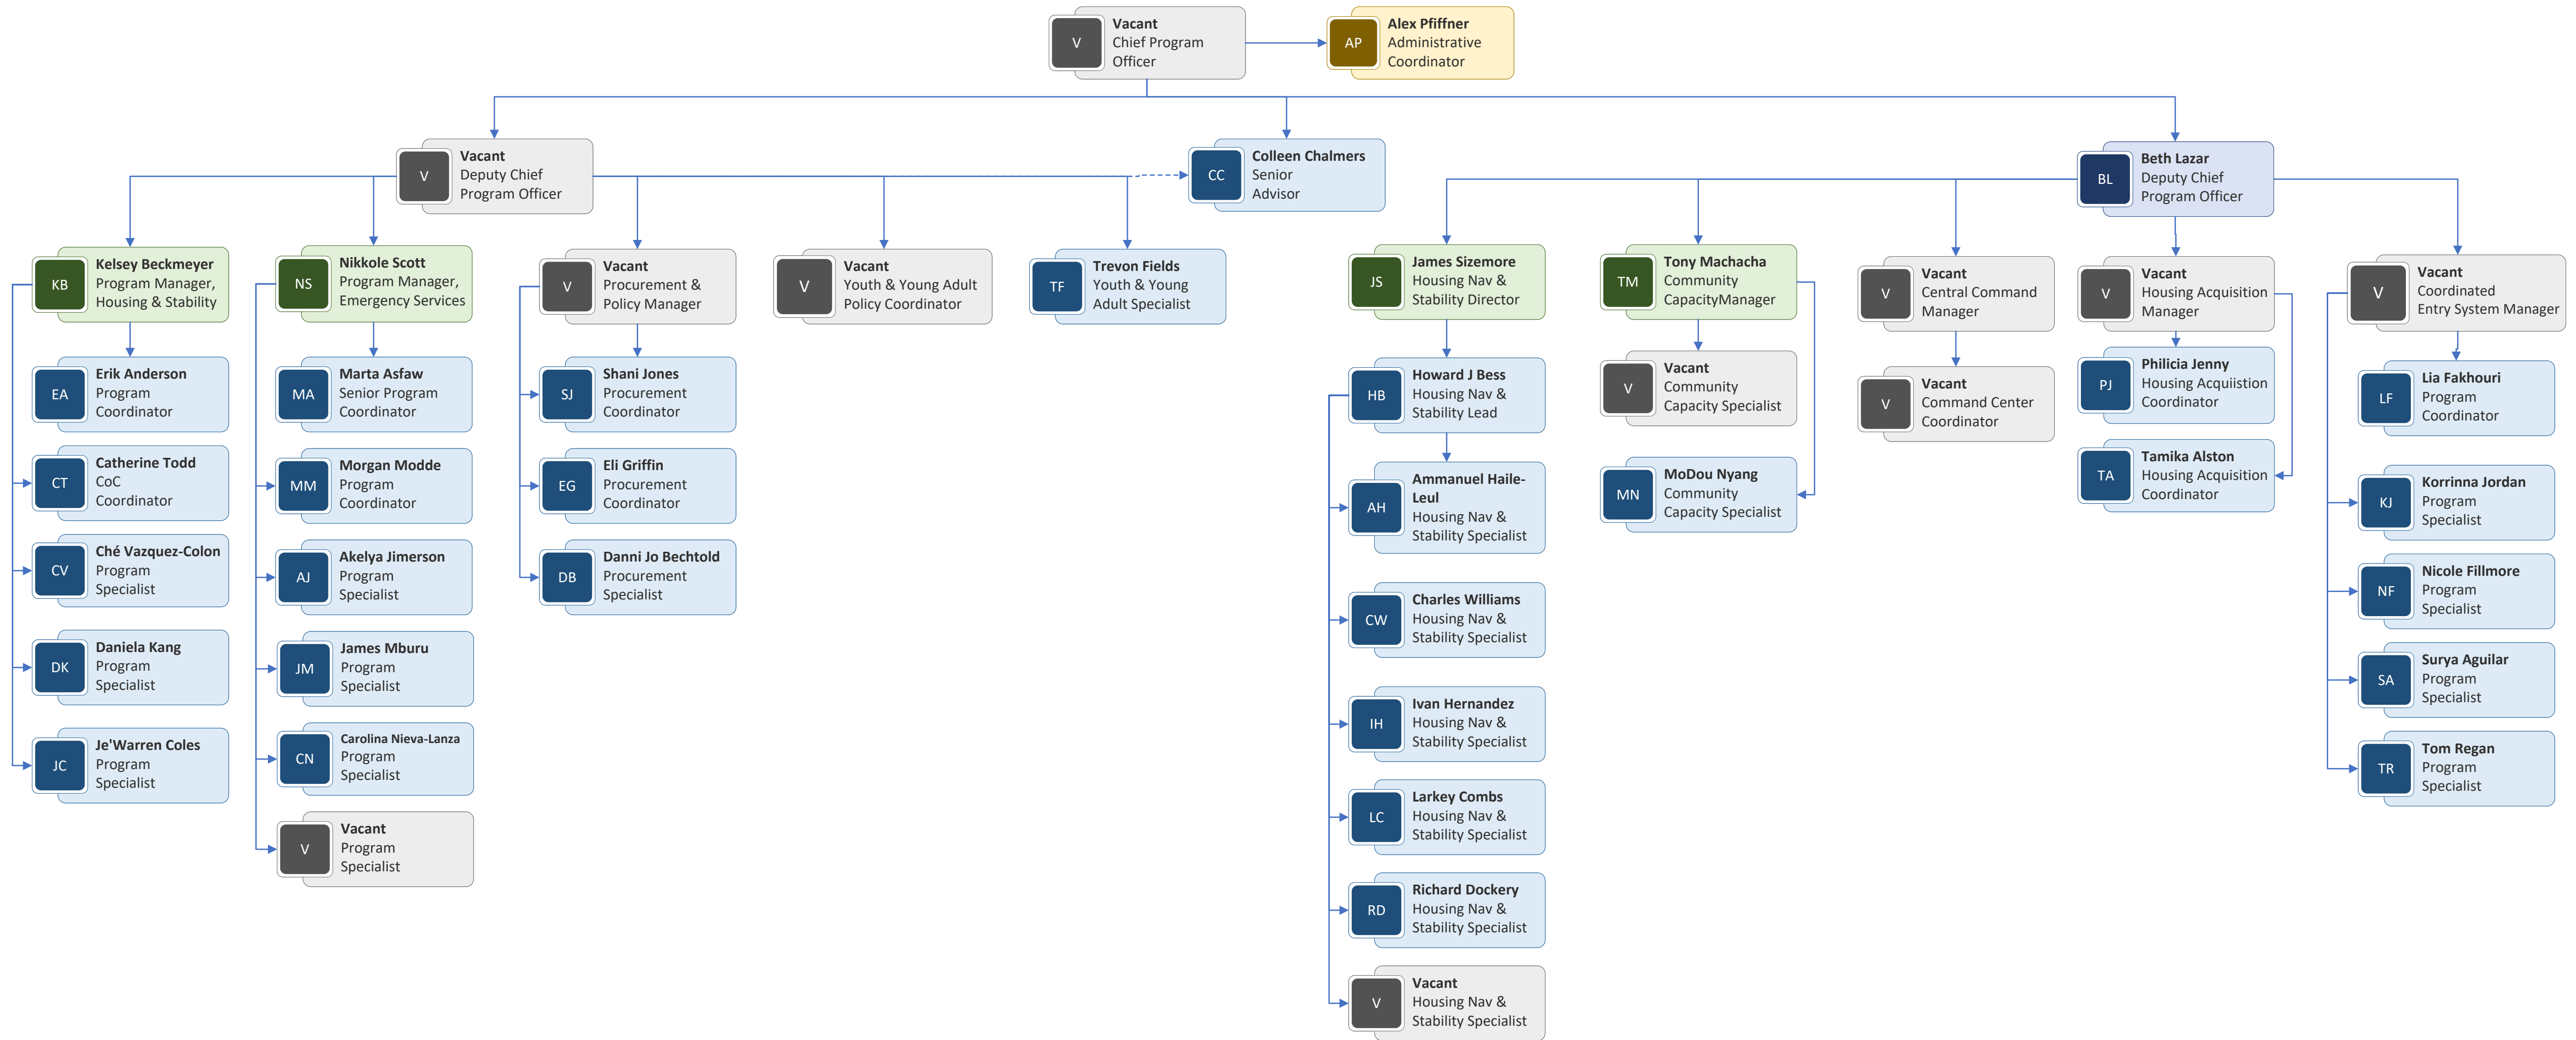 V
Vacant
Chief Program
Officer
AP
Alex Pfiffner
Administrative
Coordinator
V
Vacant
Deputy Chief
Program Officer
CC
Colleen Chalmers
Senior
Advisor
BL
Beth Lazar
Deputy Chief
Program Officer
KB
Kelsey Beckmeyer
Program Manager,
Housing & Stability
EA
Erik Anderson
Program
Coordinator
CT
Catherine Todd
CoC
Coordinator
CV
Ché Vazquez-Colon
Program
Specialist
DK
Daniela Kang
Program
Specialist
JC
Je'Warren Coles
Program
Specialist
NS
Nikkole Scott
Program Manager,
Emergency Services
MA
Marta Asfaw
Senior Program
Coordinator
MM
Morgan Modde
Program
Coordinator
AJ
Akelya Jimerson
Program
Specialist
JM
James Mburu
Program
Specialist
CN
Carolina Nieva-Lanza
Program
Specialist
V
Vacant
Program
Specialist
V
Vacant
Procurement &
Policy Manager
SJ
Shani Jones
Procurement
Coordinator
EG
Eli Griffin
Procurement
Coordinator
DB
Danni Jo Bechtold
Procurement
Specialist
V
Vacant
Youth & Young Adult
Policy Coordinator
TF
Trevon Fields
Youth & Young
Adult Specialist
JS
James Sizemore
Housing Nav &
Stability Director
HB
Howard J Bess
Housing Nav &
Stability Lead
AH
Ammanuel Haile-
Leul
Housing Nav &
Stability Specialist
CW
Charles Williams
Housing Nav &
Stability Specialist
IH
Ivan Hernandez
Housing Nav &
Stability Specialist
LC
Larkey Combs
Housing Nav &
Stability Specialist
RD
Richard Dockery
Housing Nav &
Stability Specialist
V
Vacant
Housing Nav &
Stability Specialist
TM
Tony Machacha
Community
CapacityManager
V
Vacant
Community
Capacity Specialist
MN
MoDou Nyang
Community
Capacity Specialist
V
Vacant
Central Command
Manager
V
Vacant
Command Center
Coordinator
V
Vacant
Housing Acquisition
Manager
PJ
Philicia Jenny
Housing Acquiistion
Coordinator
TA
Tamika Alston
Housing Acquisition
Coordinator
V
Vacant
Coordinated
Entry System Manager
LF
Lia Fakhouri
Program
Coordinator
KJ
Korrinna Jordan
Program
Specialist
NF
Nicole Fillmore
Program
Specialist
SA
Surya Aguilar
Program
Specialist
TR
Tom Regan
Program
Specialist